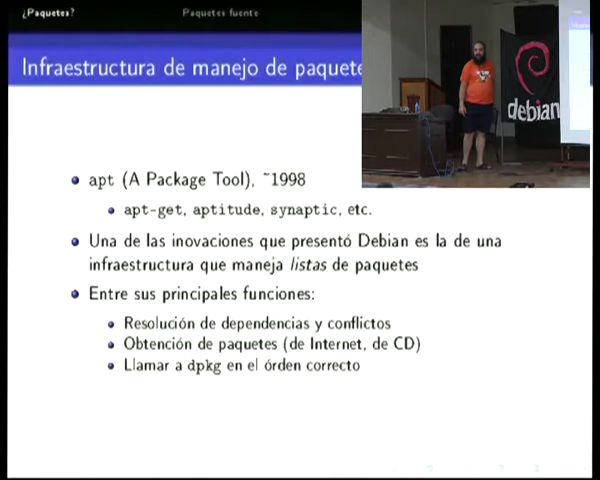 ¿Paquetes?
Paquetes fuente
Infraestructura de manejo de paquete
apt (A Package Tool), ~1998
apt-get, aptitude, synaptic, etc.
Una de las inovaciones que presentó Debian es la de una
infraestructura que maneja listas de paquetes
Entre sus principales funciones:
Resolución de dependencias y conflictos
Obtención de paquetes (de Internet, de CD)
Llamar a dpkg en el órden correcto
debian